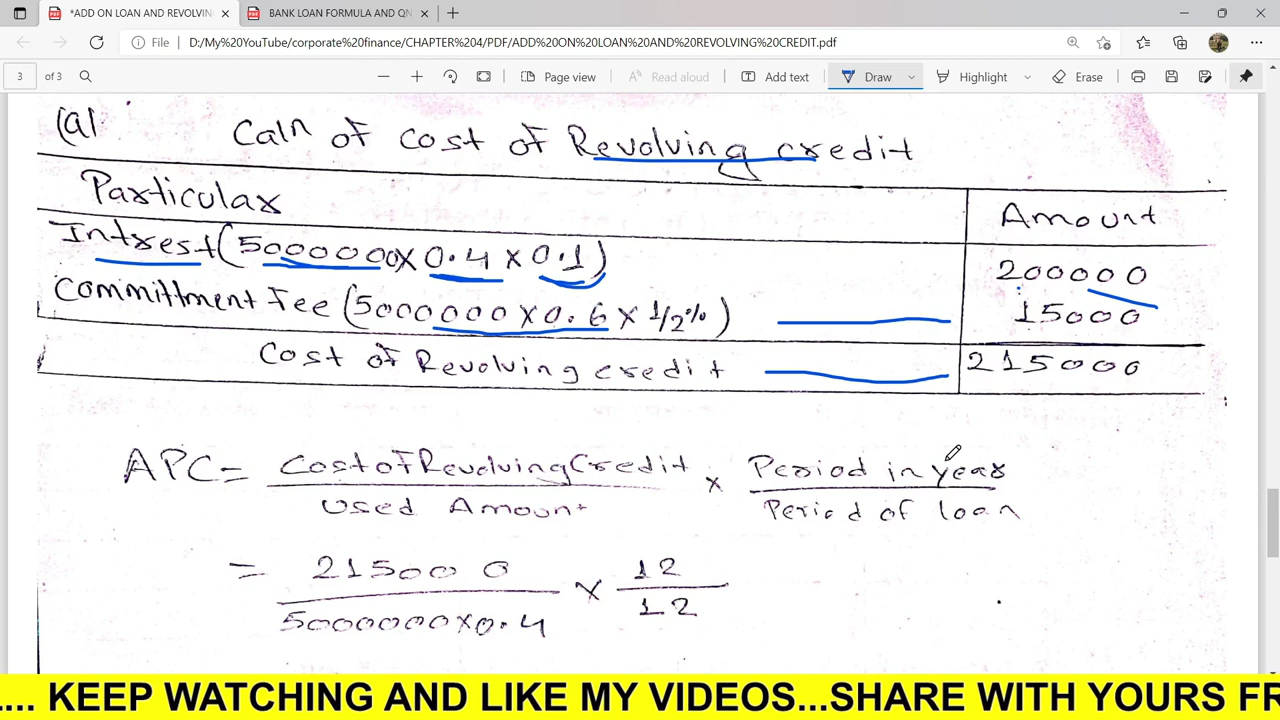 *ADD ON LOAN AND REVOLVIN
BANK LOAN FORMULA AND QN
File
D:/My%20YouTube/corporate%20finance/CHAPTER%204/PDF/ADD%20ON%20LOAN%20AND%20REVOLVING%20CREDIT.pdf
3 of 3
Page view
Read aloud
Add text
Draw
Highlight
Erase
(a) Caln of Cost of Revolving credit
Particular Amount
Intrest (5000000 x 0.4 x 0.1) 200000
Committment Fee (5000000 x 0.6 x 1/2%) 15000
Cost of Revolving credit 215000
APC = Cost of Revolving Credit / Used Amount x Period in year / Period of loan
= 215000 / 5000000 x 0.4 x 12 / 12
.... KEEP WATCHING AND LIKE MY VIDEOS...SHARE WITH YOURS FR